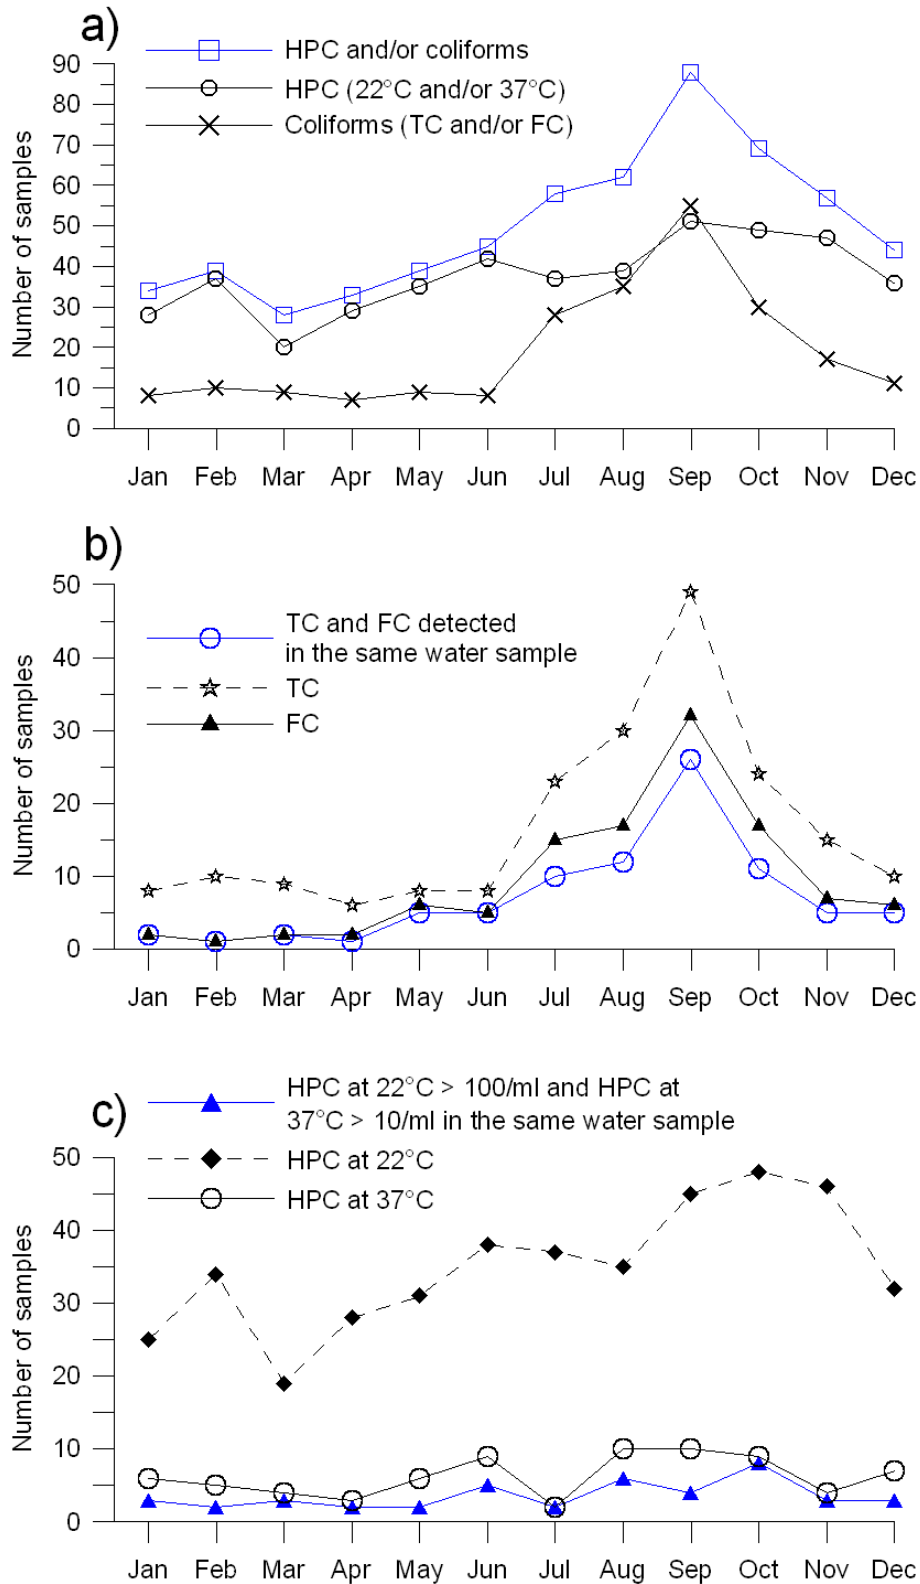 a)
HPC and/or coliforms
HPC (22°C and/or 37°C)
Coliforms (TC and/or FC)
90
80
70
60
50
40
30
20
10
0
Number of samples
Jan Feb Mar Apr May Jun Jul Aug Sep Oct Nov Dec
b)
TC and FC detected
in the same water sample
TC
FC
50
40
30
20
10
0
Number of samples
Jan Feb Mar Apr May Jun Jul Aug Sep Oct Nov Dec
c)
HPC at 22°C > 100/ml and HPC at
37°C > 10/ml in the same water sample
HPC at 22°C
HPC at 37°C
50
40
30
20
10
0
Number of samples
Jan Feb Mar Apr May Jun Jul Aug Sep Oct Nov Dec